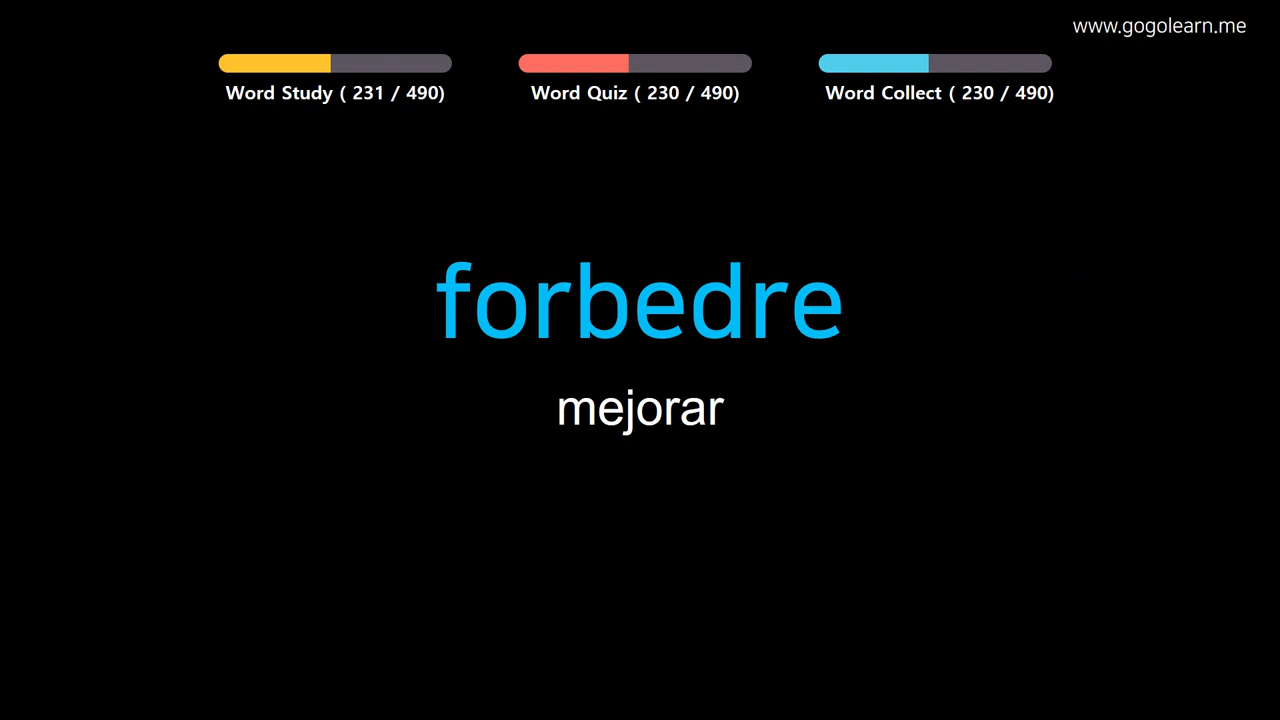 www.gogolearn.me
Word Study ( 231 / 490)
Word Quiz ( 230 / 490)
Word Collect ( 230 / 490)
forbedre
mejorar